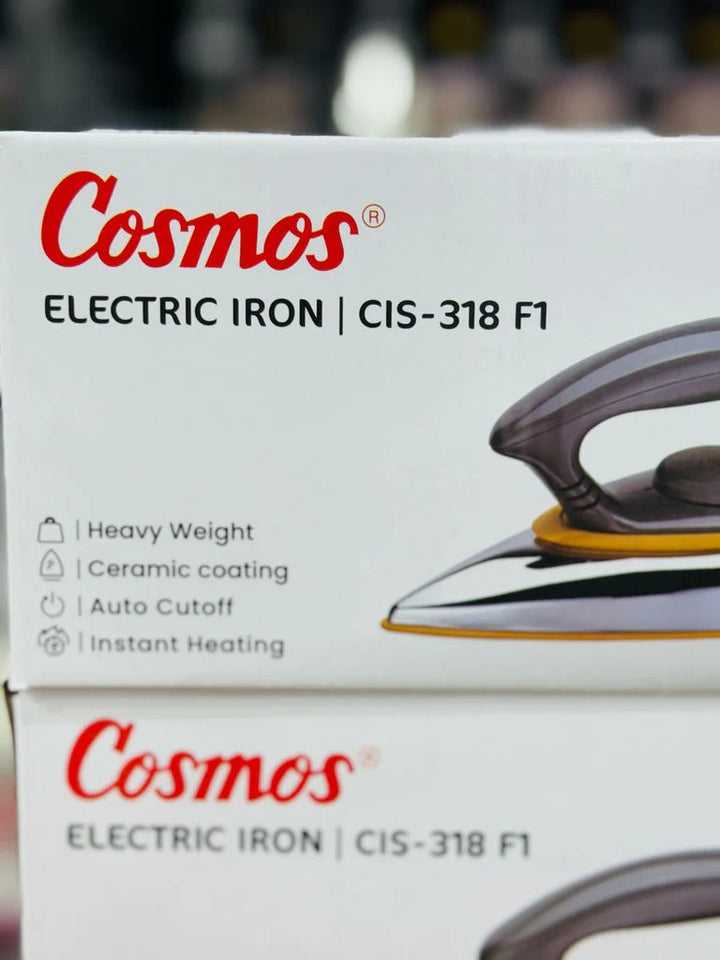 Cosmos®
ELECTRIC IRON | CIS-318 F1
| Heavy Weight
| Ceramic coating
| Auto Cutoff
| Instant Heating
Cosmos®
ELECTRIC IRON | CIS-318 F1